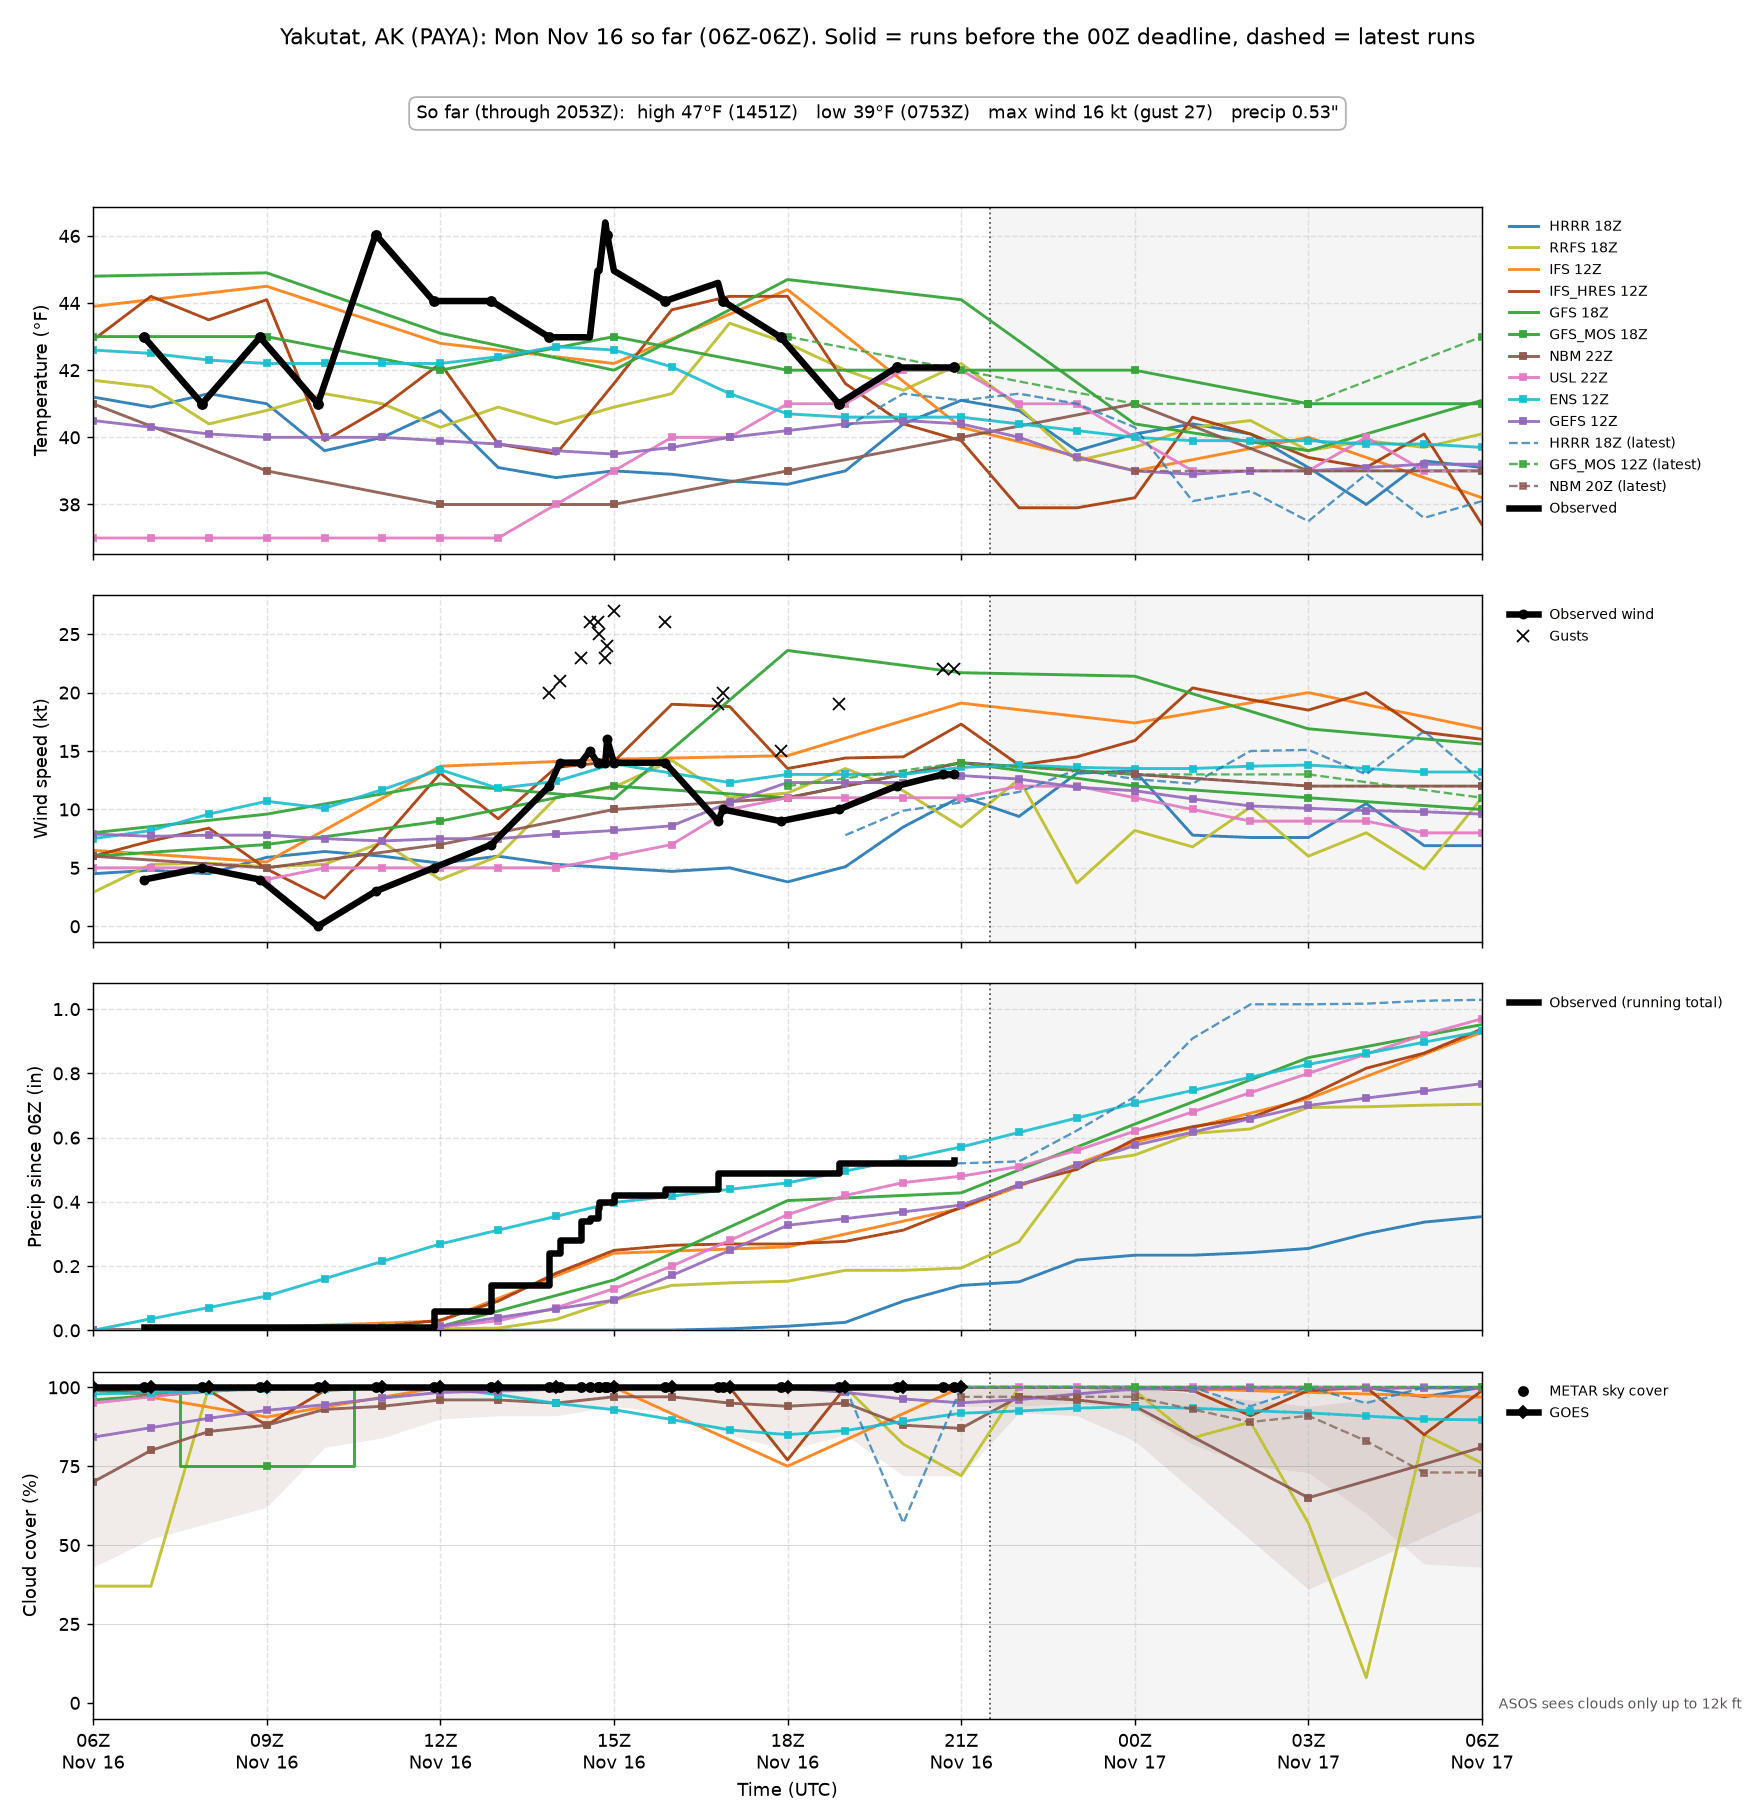 Yakutat, AK (PAYA): Mon Nov 16 so far (06Z-06Z). Solid = runs before the 00Z deadline, dashed = latest runs
So far (through 2053Z):  high 47°F (1451Z)   low 39°F (0753Z)   max wind 16 kt (gust 27)   precip 0.53"
Temperature (°F)
46
44
42
40
38
HRRR 18Z
RRFS 18Z
IFS 12Z
IFS_HRES 12Z
GFS 18Z
GFS_MOS 18Z
NBM 22Z
USL 22Z
ENS 12Z
GEFS 12Z
HRRR 18Z (latest)
GFS_MOS 12Z (latest)
NBM 20Z (latest)
Observed
Wind speed (kt)
25
20
15
10
5
0
Observed wind
Gusts
Precip since 06Z (in)
1.0
0.8
0.6
0.4
0.2
0.0
Observed (running total)
Cloud cover (%)
100
75
50
25
0
METAR sky cover
GOES
ASOS sees clouds only up to 12k ft
06Z
Nov 16
09Z
Nov 16
12Z
Nov 16
15Z
Nov 16
18Z
Nov 16
21Z
Nov 16
00Z
Nov 17
03Z
Nov 17
06Z
Nov 17
Time (UTC)